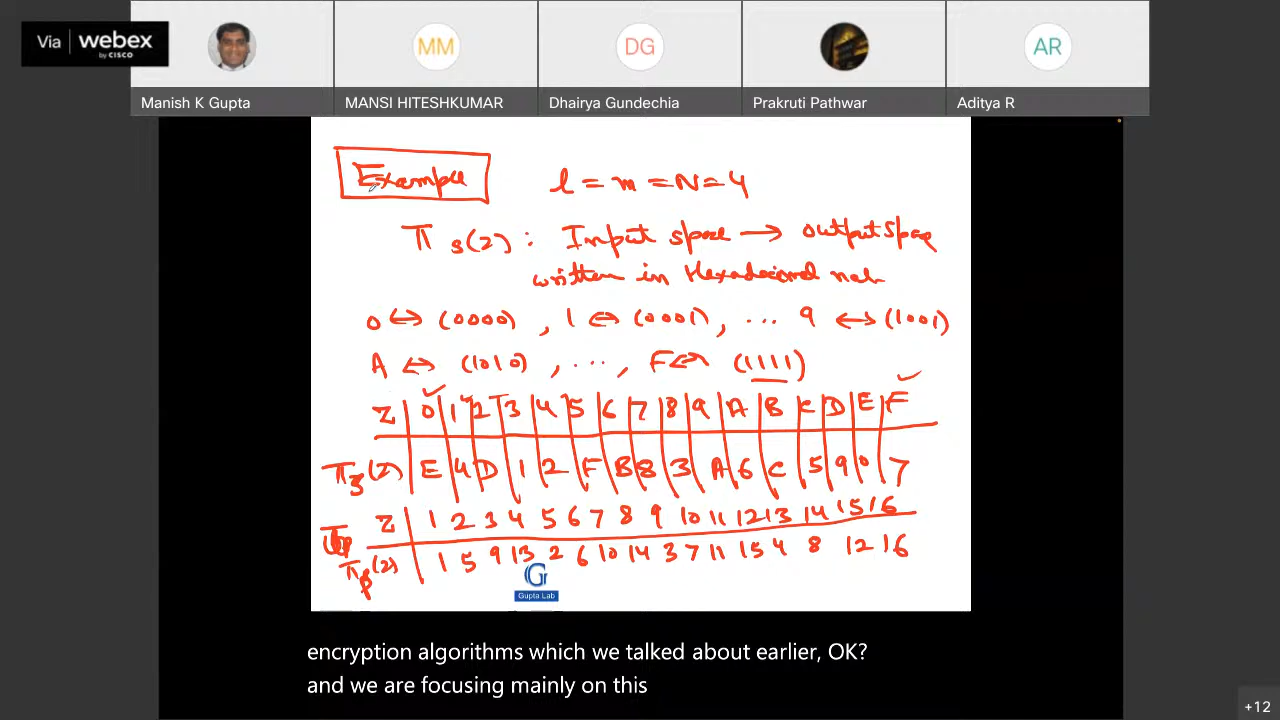 Via webex
by CISCO
MM DG AR
Manish K Gupta MANSI HITESHKUMAR Dhairya Gundechia Prakruti Pathwar Aditya R
Example l = m = N = 4
π s(z) : Input space → output space
written in Hexadecimal
0 ↔ (0000) , 1 ↔ (0001) , ... 9 ↔ (1001)
A ↔ (1010) , ... , F ↔ (1111)
Z 0 1 2 3 4 5 6 7 8 9 A B C D E F
π s(z) E 4 D 1 2 F B 8 3 A 6 C 5 9 0 7
Z 1 2 3 4 5 6 7 8 9 10 11 12 13 14 15 16
π p(z) 1 5 9 13 2 6 10 14 3 7 11 15 4 8 12 16
G
Gupta Lab
encryption algorithms which we talked about earlier, OK?
and we are focusing mainly on this
+12